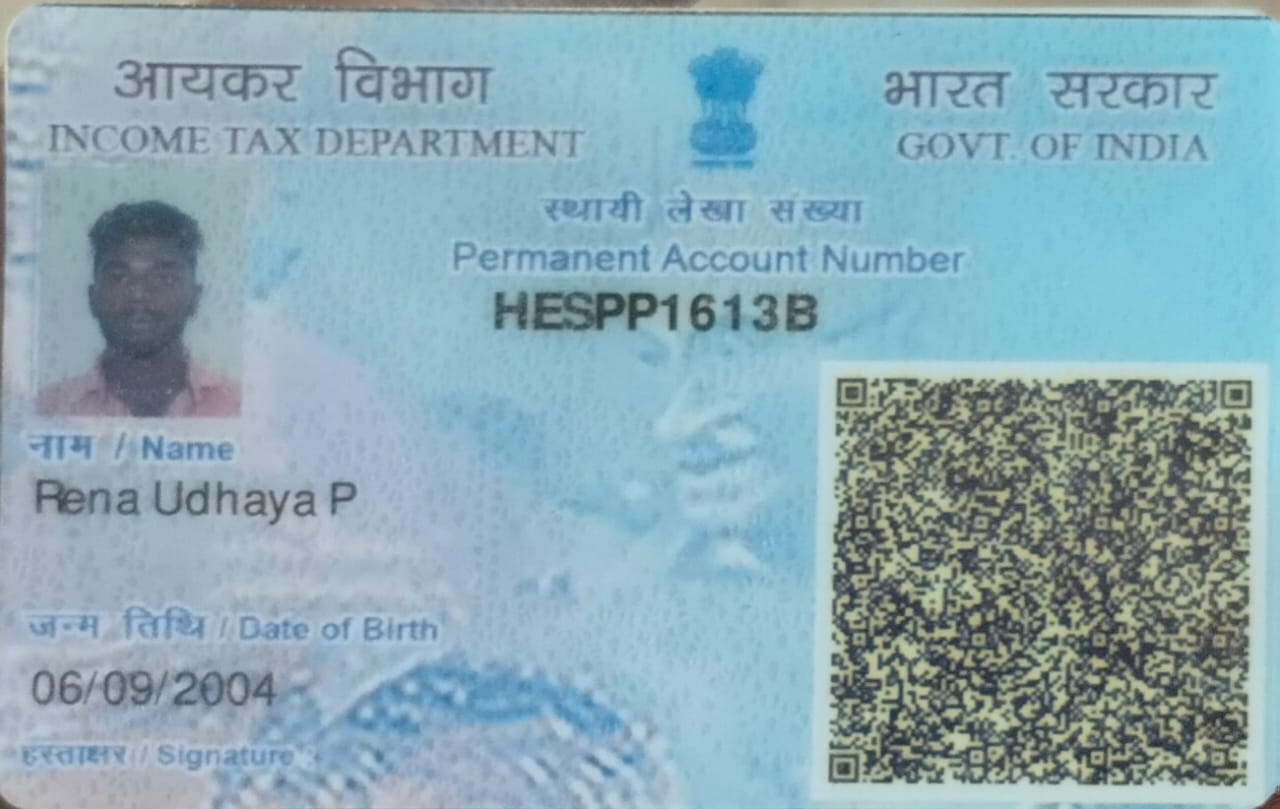 आयकर विभाग
INCOME TAX DEPARTMENT
भारत सरकार
GOVT. OF INDIA
स्थायी लेखा संख्या
Permanent Account Number
HESPP1613B
नाम / Name
Rena Udhaya P
जन्म तिथि / Date of Birth
06/09/2004
हस्ताक्षर / Signature